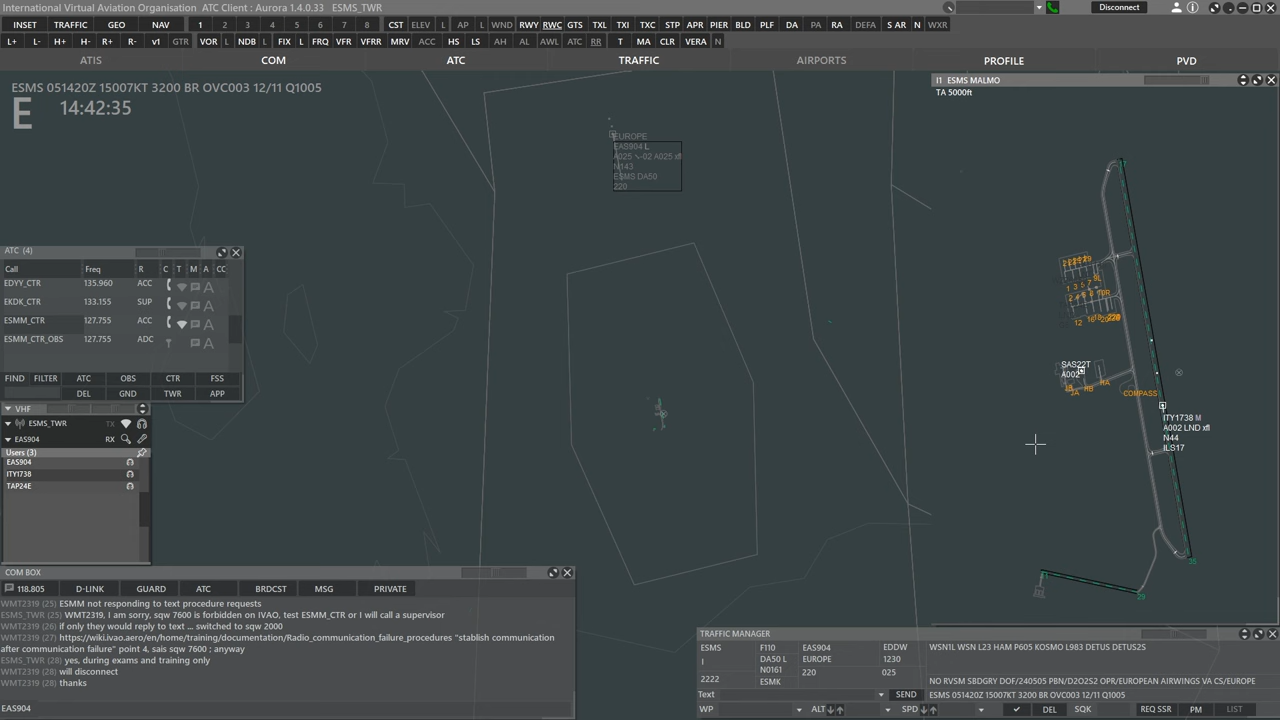 International Virtual Aviation Organisation ATC Client : Aurora 1.4.0.33 ESMS_TWR
Disconnect
INSET TRAFFIC GEO NAV 1 2 3 4 5 6 7 8 CST ELEV L AP L WND RWY RWC GTS TXL TXI TXC STP APR PIER BLD PLF DA PA RA DEFA S AR N WXR
L+ L- H+ H- R+ R- v1 GTR VOR L NDB L FIX L FRQ VFR VFRR MRV ACC HS LS AH AL AWL ATC RR T MA CLR VERA N
ATIS COM ATC TRAFFIC AIRPORTS PROFILE PVD
ESMS 051420Z 15007KT 3200 BR OVC003 12/11 Q1005
E 14:42:35
I1 ESMS MALMO
TA 5000ft
EUROPE
EAS904 L
A025 -02 A025 xfl
N143
ESMS DA50
220
ATC (4)
Call Freq R C T M A CC
EDYY_CTR 135.960 ACC
EKDK_CTR 133.155 SUP
ESMM_CTR 127.755 ACC
ESMM_CTR_OBS 127.755 ADC
FIND FILTER ATC OBS CTR FSS
DEL GND TWR APP
VHF
ESMS_TWR TX
EAS904 RX
Users (3)
EAS904
ITY1738
TAP24E
SAS22T
A002
COMPASS
ITY1738 M
A002 LND xfl
N44
ILS17
35
29
COM BOX
118.805 D-LINK GUARD ATC BRDCST MSG PRIVATE
WMT2319 (25) ESMM not responding to text procedure requests
ESMS_TWR (25) WMT2319, I am sorry, sqw 7600 is forbidden on IVAO, test ESMM_CTR or I will call a supervisor
WMT2319 (26) if only they would reply to text ... switched to sqw 2000
WMT2319 (27) https://wiki.ivao.aero/en/home/training/documentation/Radio_communication_failure_procedures "stablish communication
after communication failure" point 4, sais sqw 7600 ; anyway
ESMS_TWR (28) yes, during exams and training only
WMT2319 (28) will disconnect
WMT2319 (28) thanks
EAS904
TRAFFIC MANAGER
ESMS F110 EAS904 EDDW WSN1L WSN L23 HAM P605 KOSMO L983 DETUS DETUS2S
I DA50 L EUROPE 1230
N0161 220 025
2222 ESMK NO RVSM SBDGRY DOF/240505 PBN/D2O2S2 OPR/EUROPEAN AIRWINGS VA CS/EUROPE
Text SEND ESMS 051420Z 15007KT 3200 BR OVC003 12/11 Q1005
WP ALT SPD DEL SQK REQ SSR PM LIST